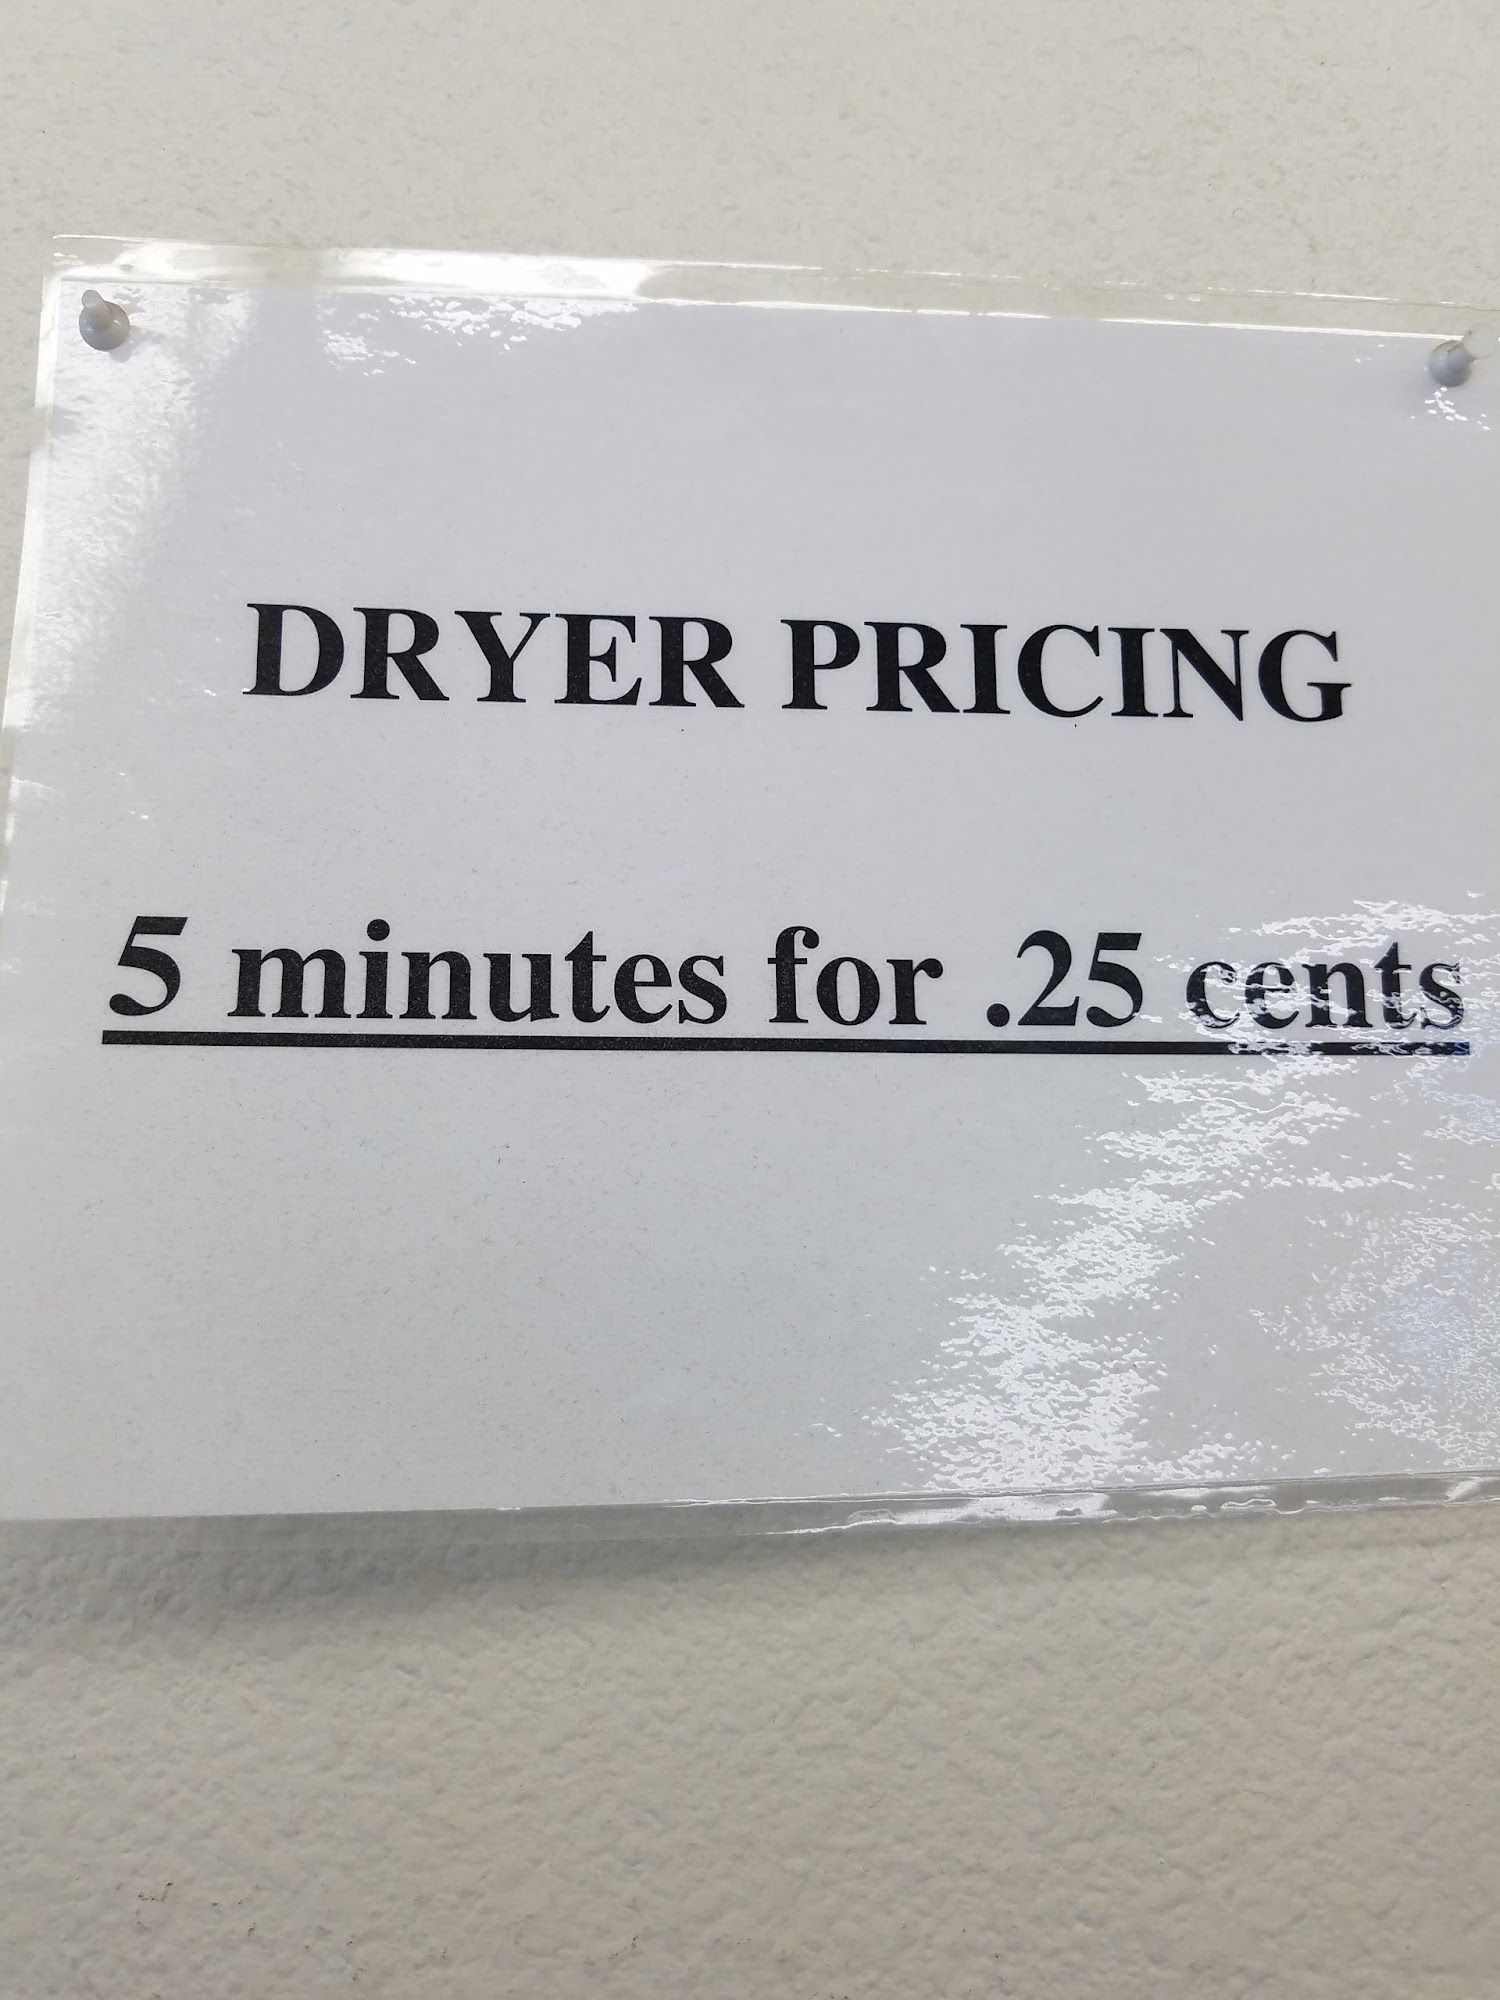 DRYER PRICING
5 minutes for .25 cents